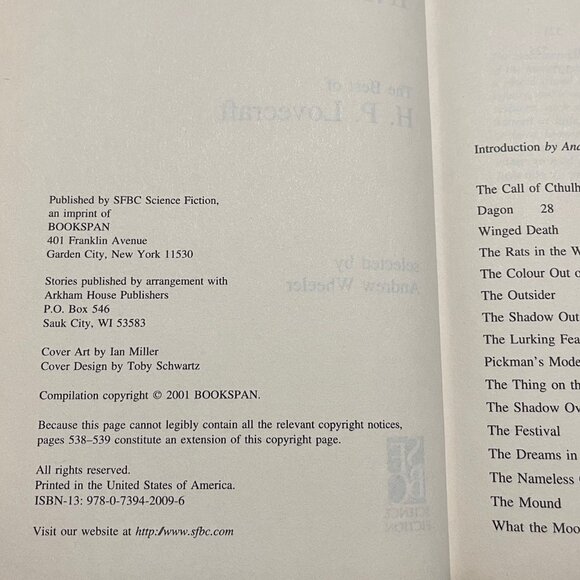 The Best of
H. P. Lovecraft
selected by
Andrew Wheeler
SFBC
SCIENCE
FICTION
Published by SFBC Science Fiction,
an imprint of
BOOKSPAN
401 Franklin Avenue
Garden City, New York 11530
Stories published by arrangement with
Arkham House Publishers
P.O. Box 546
Sauk City, WI 53583
Cover Art by Ian Miller
Cover Design by Toby Schwartz
Compilation copyright © 2001 BOOKSPAN.
Because this page cannot legibly contain all the relevant copyright notices,
pages 538–539 constitute an extension of this copyright page.
All rights reserved.
Printed in the United States of America.
ISBN-13: 978-0-7394-2009-6
Visit our website at http://www.sfbc.com
Introduction by And
The Call of Cthulh
Dagon 28
Winged Death
The Rats in the W
The Colour Out o
The Outsider
The Shadow Out
The Lurking Fea
Pickman's Mode
The Thing on th
The Shadow Ov
The Festival
The Dreams in
The Nameless
The Mound
What the Moo